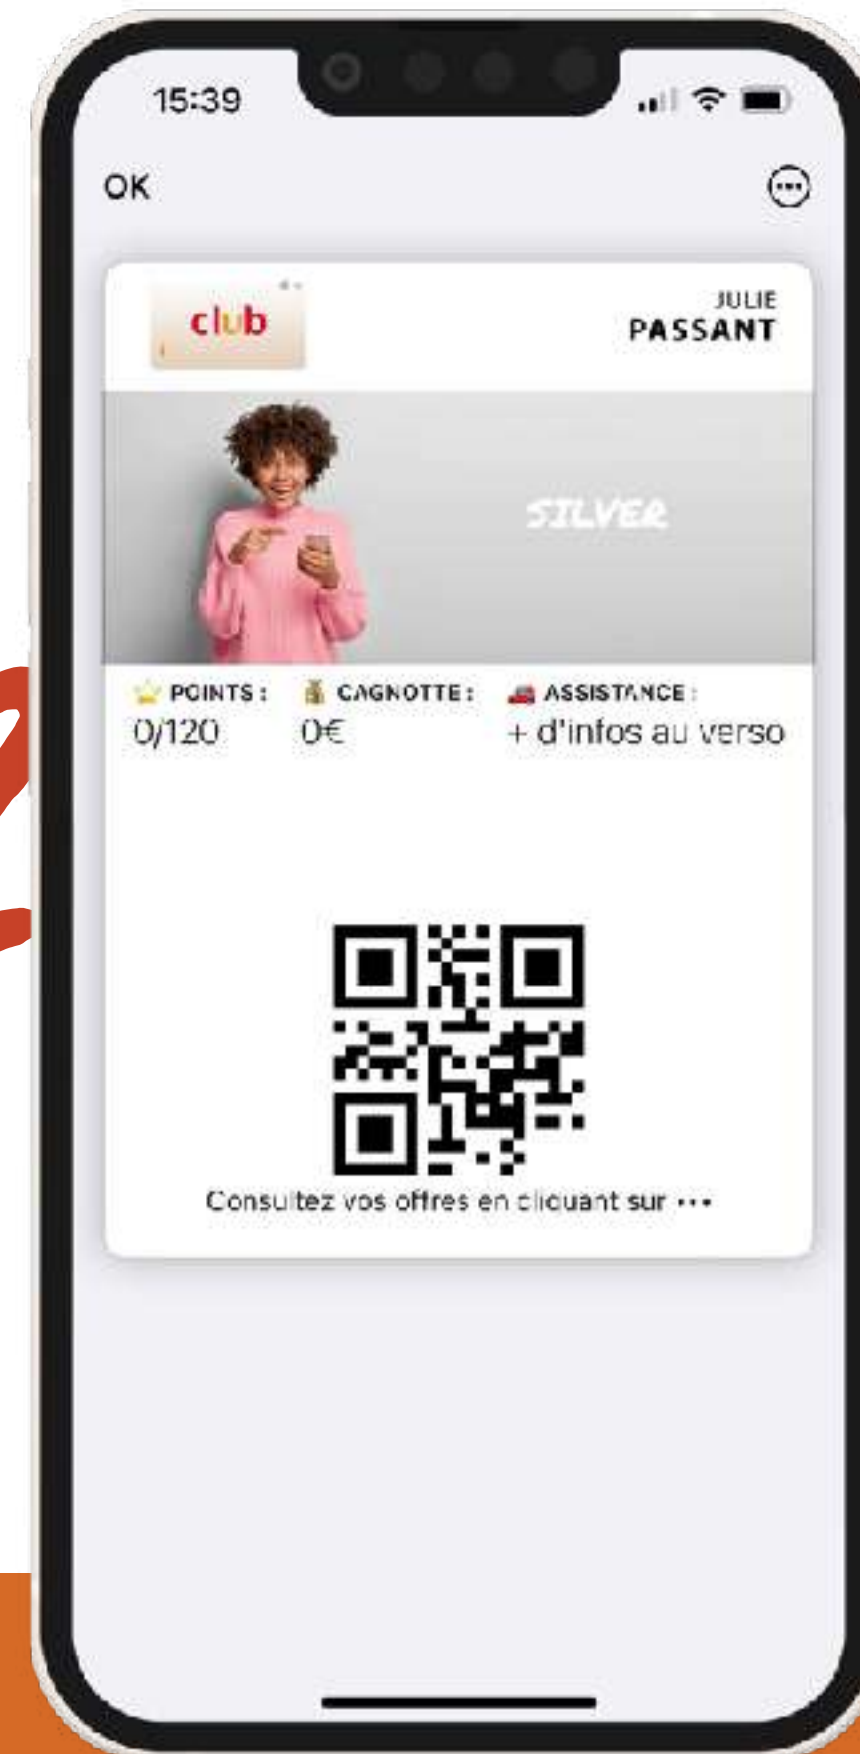 15:39
OK
club
JULIE
PASSANT
SILVER
POINTS :
0/120
CAGNOTTE :
0€
ASSISTANCE :
+ d'infos au verso
Consultez vos offres en cliquant sur •••